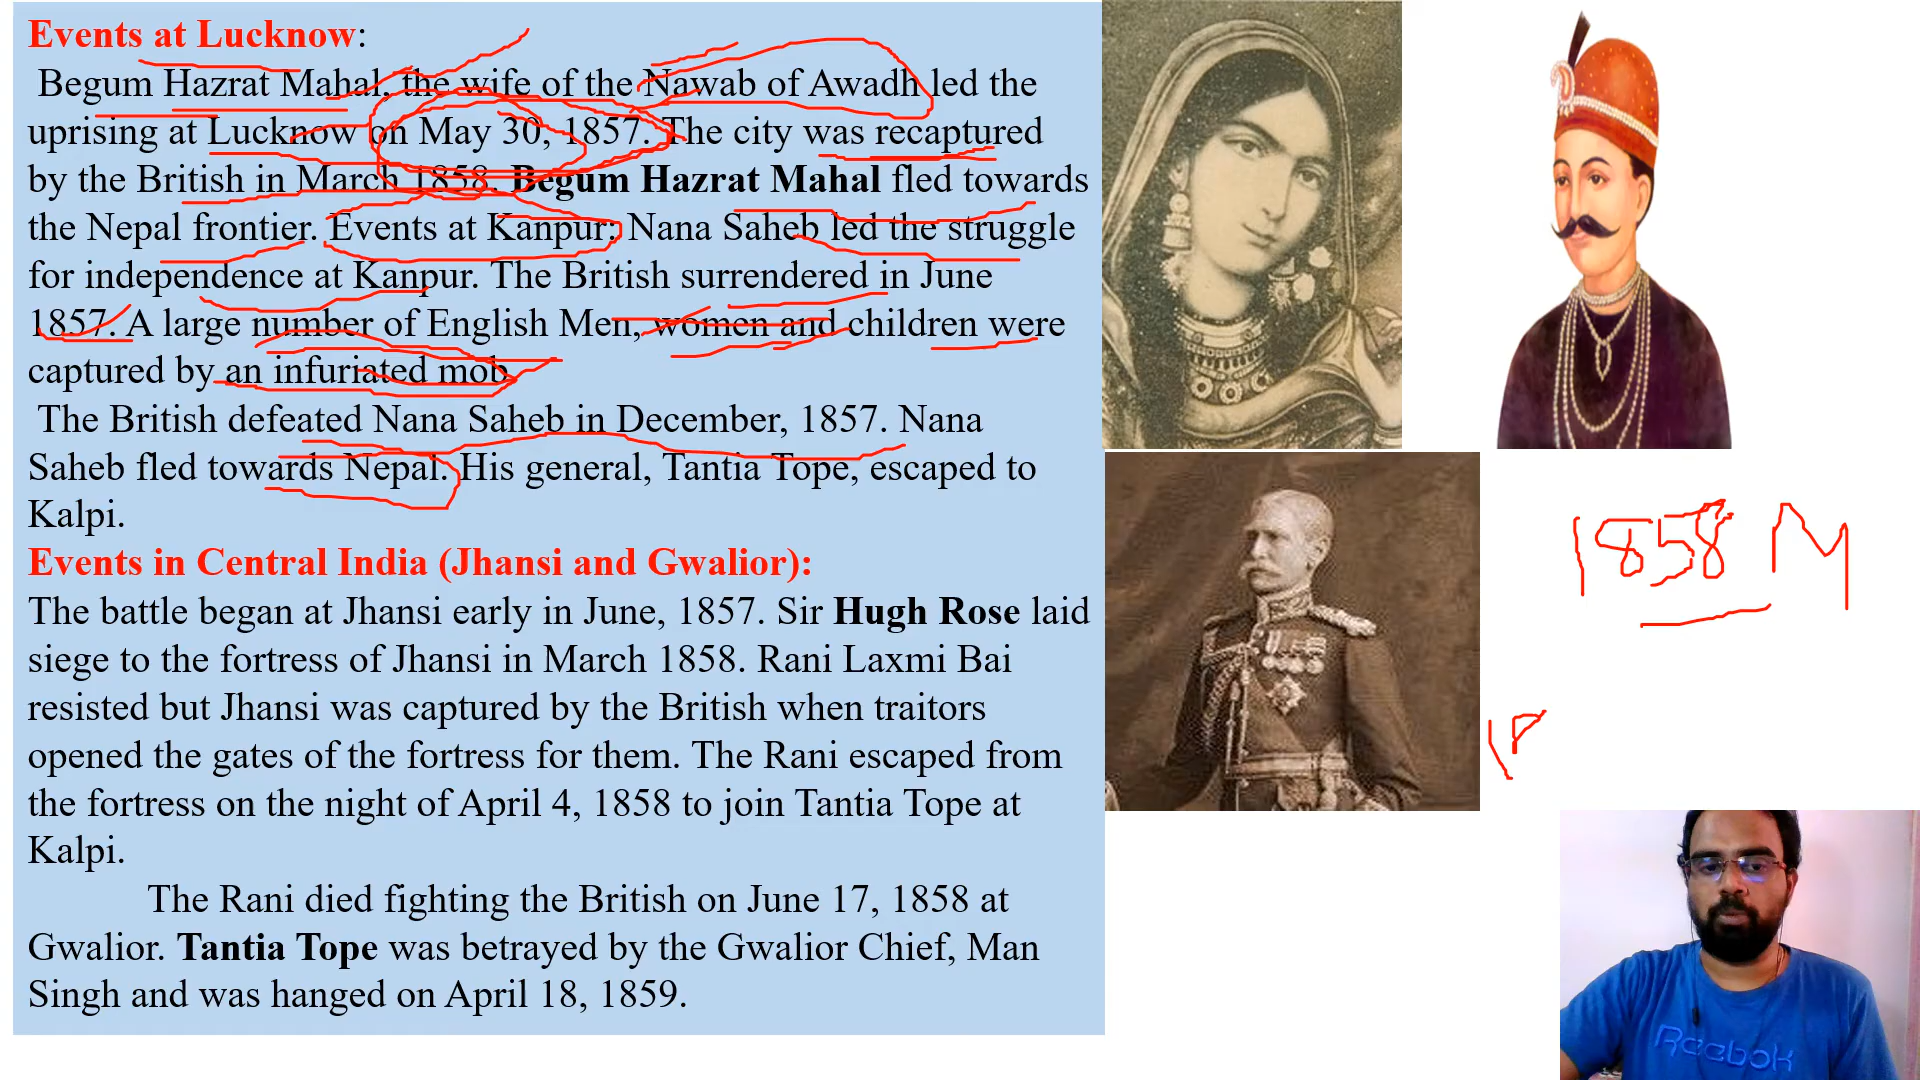 Events at Lucknow:
Begum Hazrat Mahal, the wife of the Nawab of Awadh led the
uprising at Lucknow on May 30, 1857. The city was recaptured
by the British in March 1858. Begum Hazrat Mahal fled towards
the Nepal frontier. Events at Kanpur: Nana Saheb led the struggle
for independence at Kanpur. The British surrendered in June
1857. A large number of English Men, women and children were
captured by an infuriated mob.
The British defeated Nana Saheb in December, 1857. Nana
Saheb fled towards Nepal. His general, Tantia Tope, escaped to
Kalpi.
Events in Central India (Jhansi and Gwalior):
The battle began at Jhansi early in June, 1857. Sir Hugh Rose laid
siege to the fortress of Jhansi in March 1858. Rani Laxmi Bai
resisted but Jhansi was captured by the British when traitors
opened the gates of the fortress for them. The Rani escaped from
the fortress on the night of April 4, 1858 to join Tantia Tope at
Kalpi.
The Rani died fighting the British on June 17, 1858 at
Gwalior. Tantia Tope was betrayed by the Gwalior Chief, Man
Singh and was hanged on April 18, 1859.
1858 M
Reebok